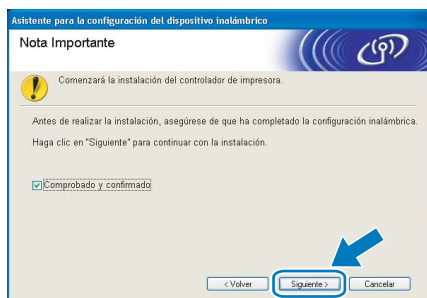 Asistente para la configuración del dispositivo inalámbrico
Nota Importante
Comenzará la instalación del controlador de impresora.
Antes de realizar la instalación, asegúrese de que ha completado la configuración inalámbrica.
Haga clic en "Siguiente" para continuar con la instalación.
Comprobado y confirmado
< Volver
Siguiente >
Cancelar